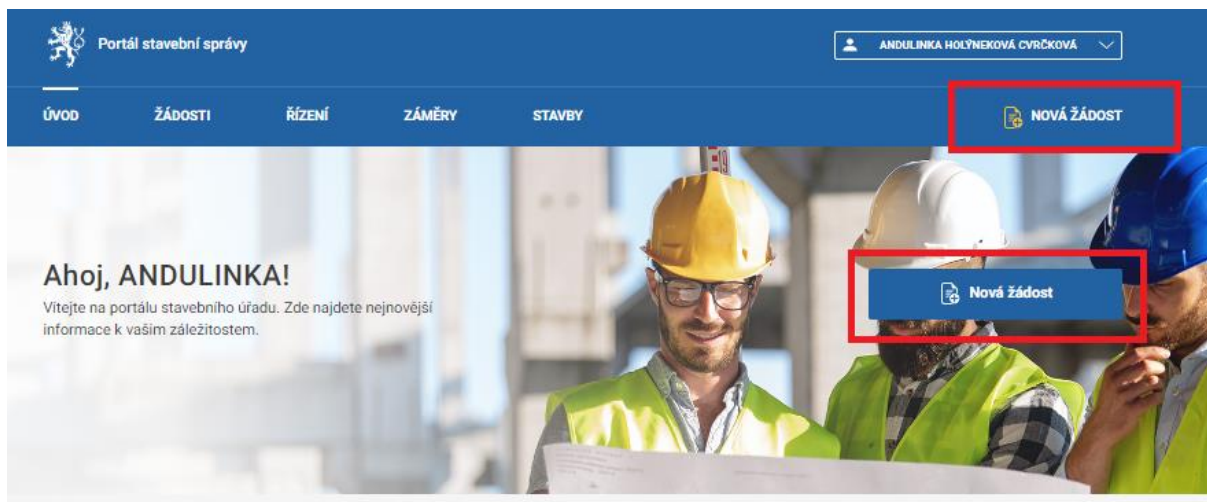 Portál stavební správy
ANDULINKA HOLÝNEKOVÁ CVRČKOVÁ
ÚVOD ŽÁDOSTI ŘÍZENÍ ZÁMĚRY STAVBY NOVÁ ŽÁDOST
19
Ahoj, ANDULINKA!
Vítejte na portálu stavebního úřadu. Zde najdete nejnovější
informace k vašim záležitostem.
Nová žádost